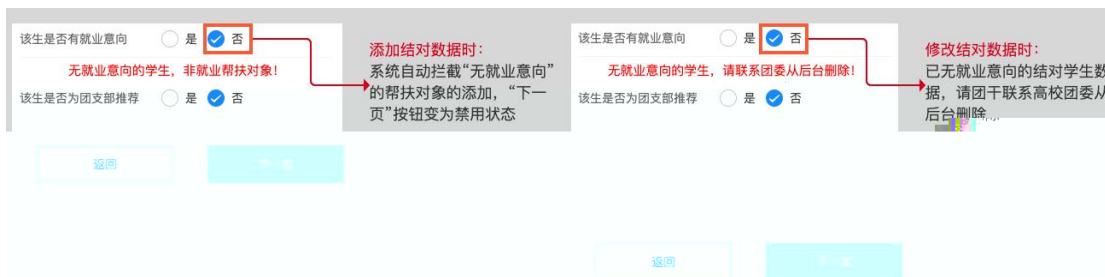 该生是否有就业意向 是 否
无就业意向的学生，非就业帮扶对象！
该生是否为团支部推荐 是 否
返回
添加结对数据时：
系统自动拦截“无就业意向”
的帮扶对象的添加，“下一
页”按钮变为禁用状态
该生是否有就业意向 是 否
无就业意向的学生，请联系团委从后台删除！
该生是否为团支部推荐 是 否
返回
修改结对数据时：
已无就业意向的结对学生数
据，请团干联系高校团委从
后台删除